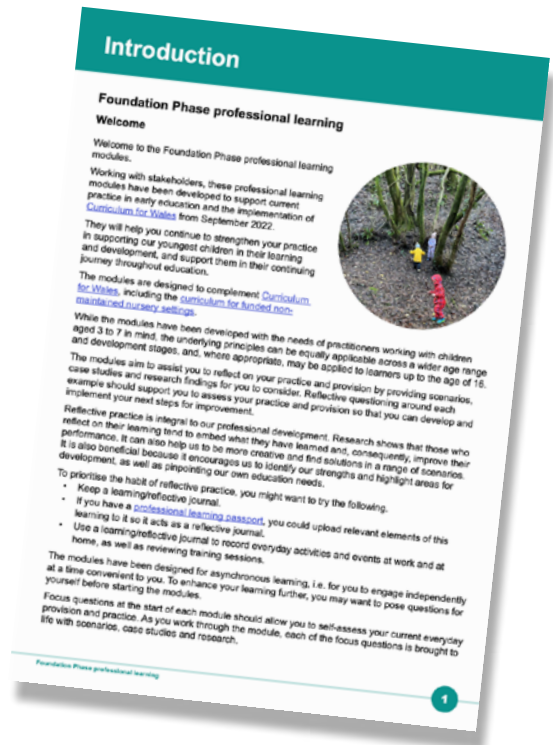 Introduction
Foundation Phase professional learning
Welcome
Welcome to the Foundation Phase professional learning
modules.
Working with stakeholders, these professional learning
modules have been developed to support current
practice in early education and the implementation of
Curriculum for Wales from September 2022.
They will help you continue to strengthen your practice
in supporting our youngest children in their learning
and development, and support them in their continuing
journey throughout education.
The modules are designed to complement Curriculum
for Wales, including the curriculum for funded non-
maintained nursery settings.
While the modules have been developed with the needs of practitioners working with children
aged 3 to 7 in mind, the underlying principles can be equally applicable across a wider age range
and development stages, and, where appropriate, may be applied to learners up to the age of 16.
The modules aim to assist you to reflect on your practice and provision by providing scenarios,
case studies and research findings for you to consider. Reflective questioning around each
example should support you to assess your practice and provision so that you can develop and
implement your next steps for improvement.
Reflective practice is integral to our professional development. Research shows that those who
reflect on their learning tend to embed what they have learned and, consequently, improve their
performance. It can also help us to be more creative and find solutions in a range of scenarios.
It is also beneficial because it encourages us to identify our strengths and highlight areas for
development, as well as pinpointing our own education needs.
To prioritise the habit of reflective practice, you might want to try the following.
• Keep a learning/reflective journal.
• If you have a professional learning passport, you could upload relevant elements of this
learning to it so it acts as a reflective journal.
• Use a learning/reflective journal to record everyday activities and events at work and at
home, as well as reviewing training sessions.
The modules have been designed for asynchronous learning, i.e. for you to engage independently
at a time convenient to you. To enhance your learning further, you may want to pose questions for
yourself before starting the modules.
Focus questions at the start of each module should allow you to self-assess your current everyday
provision and practice. As you work through the module, each of the focus questions is brought to
life with scenarios, case studies and research.
Foundation Phase professional learning
1